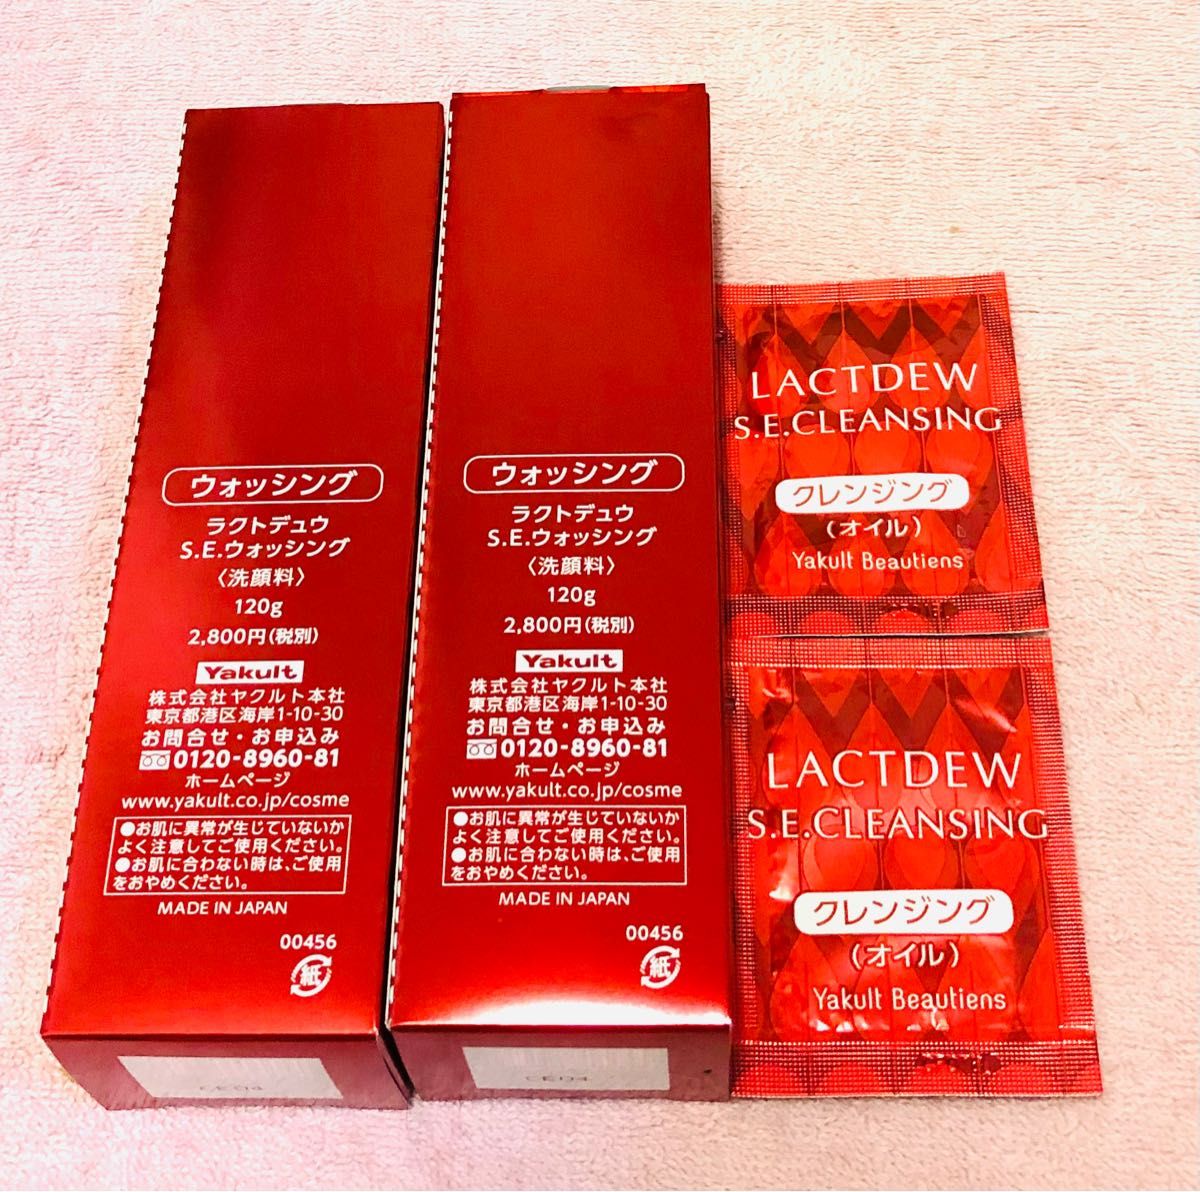 ウォッシング
ラクトデュウ
S.E.ウォッシング
〈洗顔料〉
120g
2,800円(税別)
Yakult
株式会社ヤクルト本社
東京都港区海岸1-10-30
お問合せ・お申込み
0120-8960-81
ホームページ
www.yakult.co.jp/cosme
●お肌に異常が生じていないか
よく注意してご使用ください。
●お肌に合わない時は、ご使用
をおやめください。
MADE IN JAPAN
00456
紙
ウォッシング
ラクトデュウ
S.E.ウォッシング
〈洗顔料〉
120g
2,800円(税別)
Yakult
株式会社ヤクルト本社
東京都港区海岸1-10-30
お問合せ・お申込み
0120-8960-81
ホームページ
www.yakult.co.jp/cosme
●お肌に異常が生じていないか
よく注意してご使用ください。
●お肌に合わない時は、ご使用
をおやめください。
MADE IN JAPAN
00456
紙
LACTDEW
S.E.CLEANSING
クレンジング
(オイル)
Yakult Beautiens
LACTDEW
S.E.CLEANSING
クレンジング
(オイル)
Yakult Beautiens